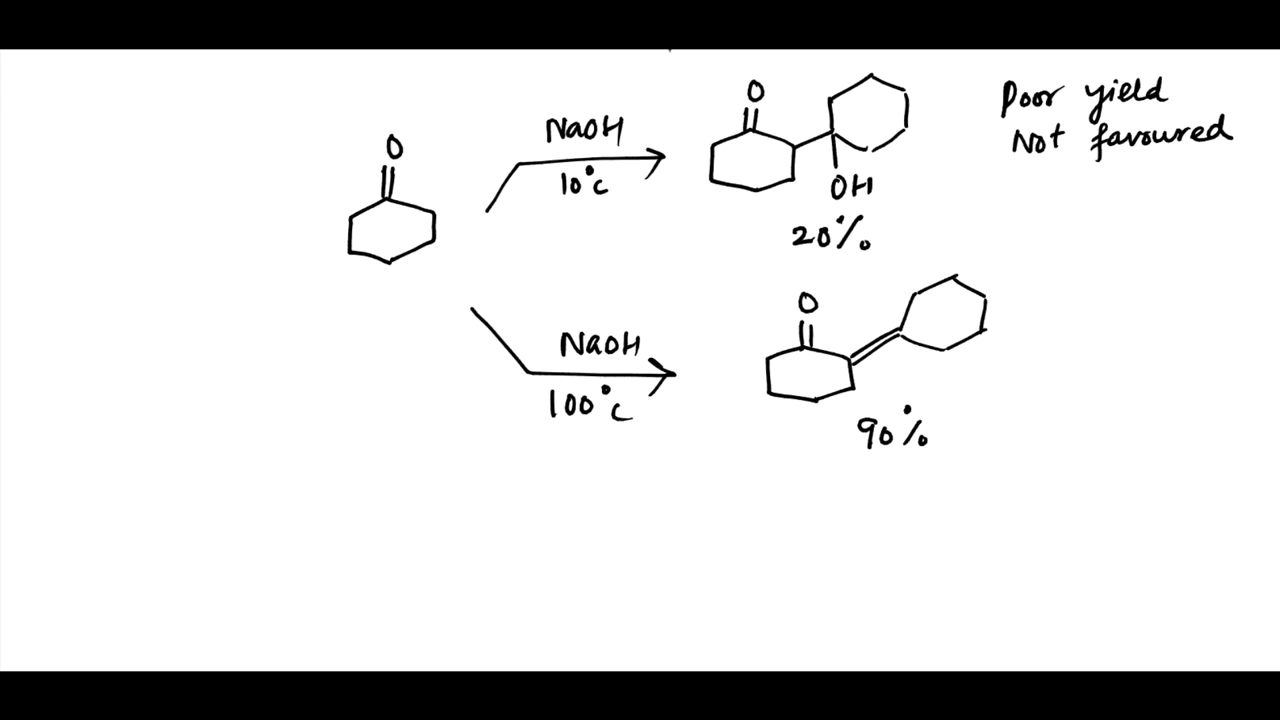 O
NaOH
10°C
O
OH
20%
Poor yield
Not favoured
O
NaOH
100°C
O
90%